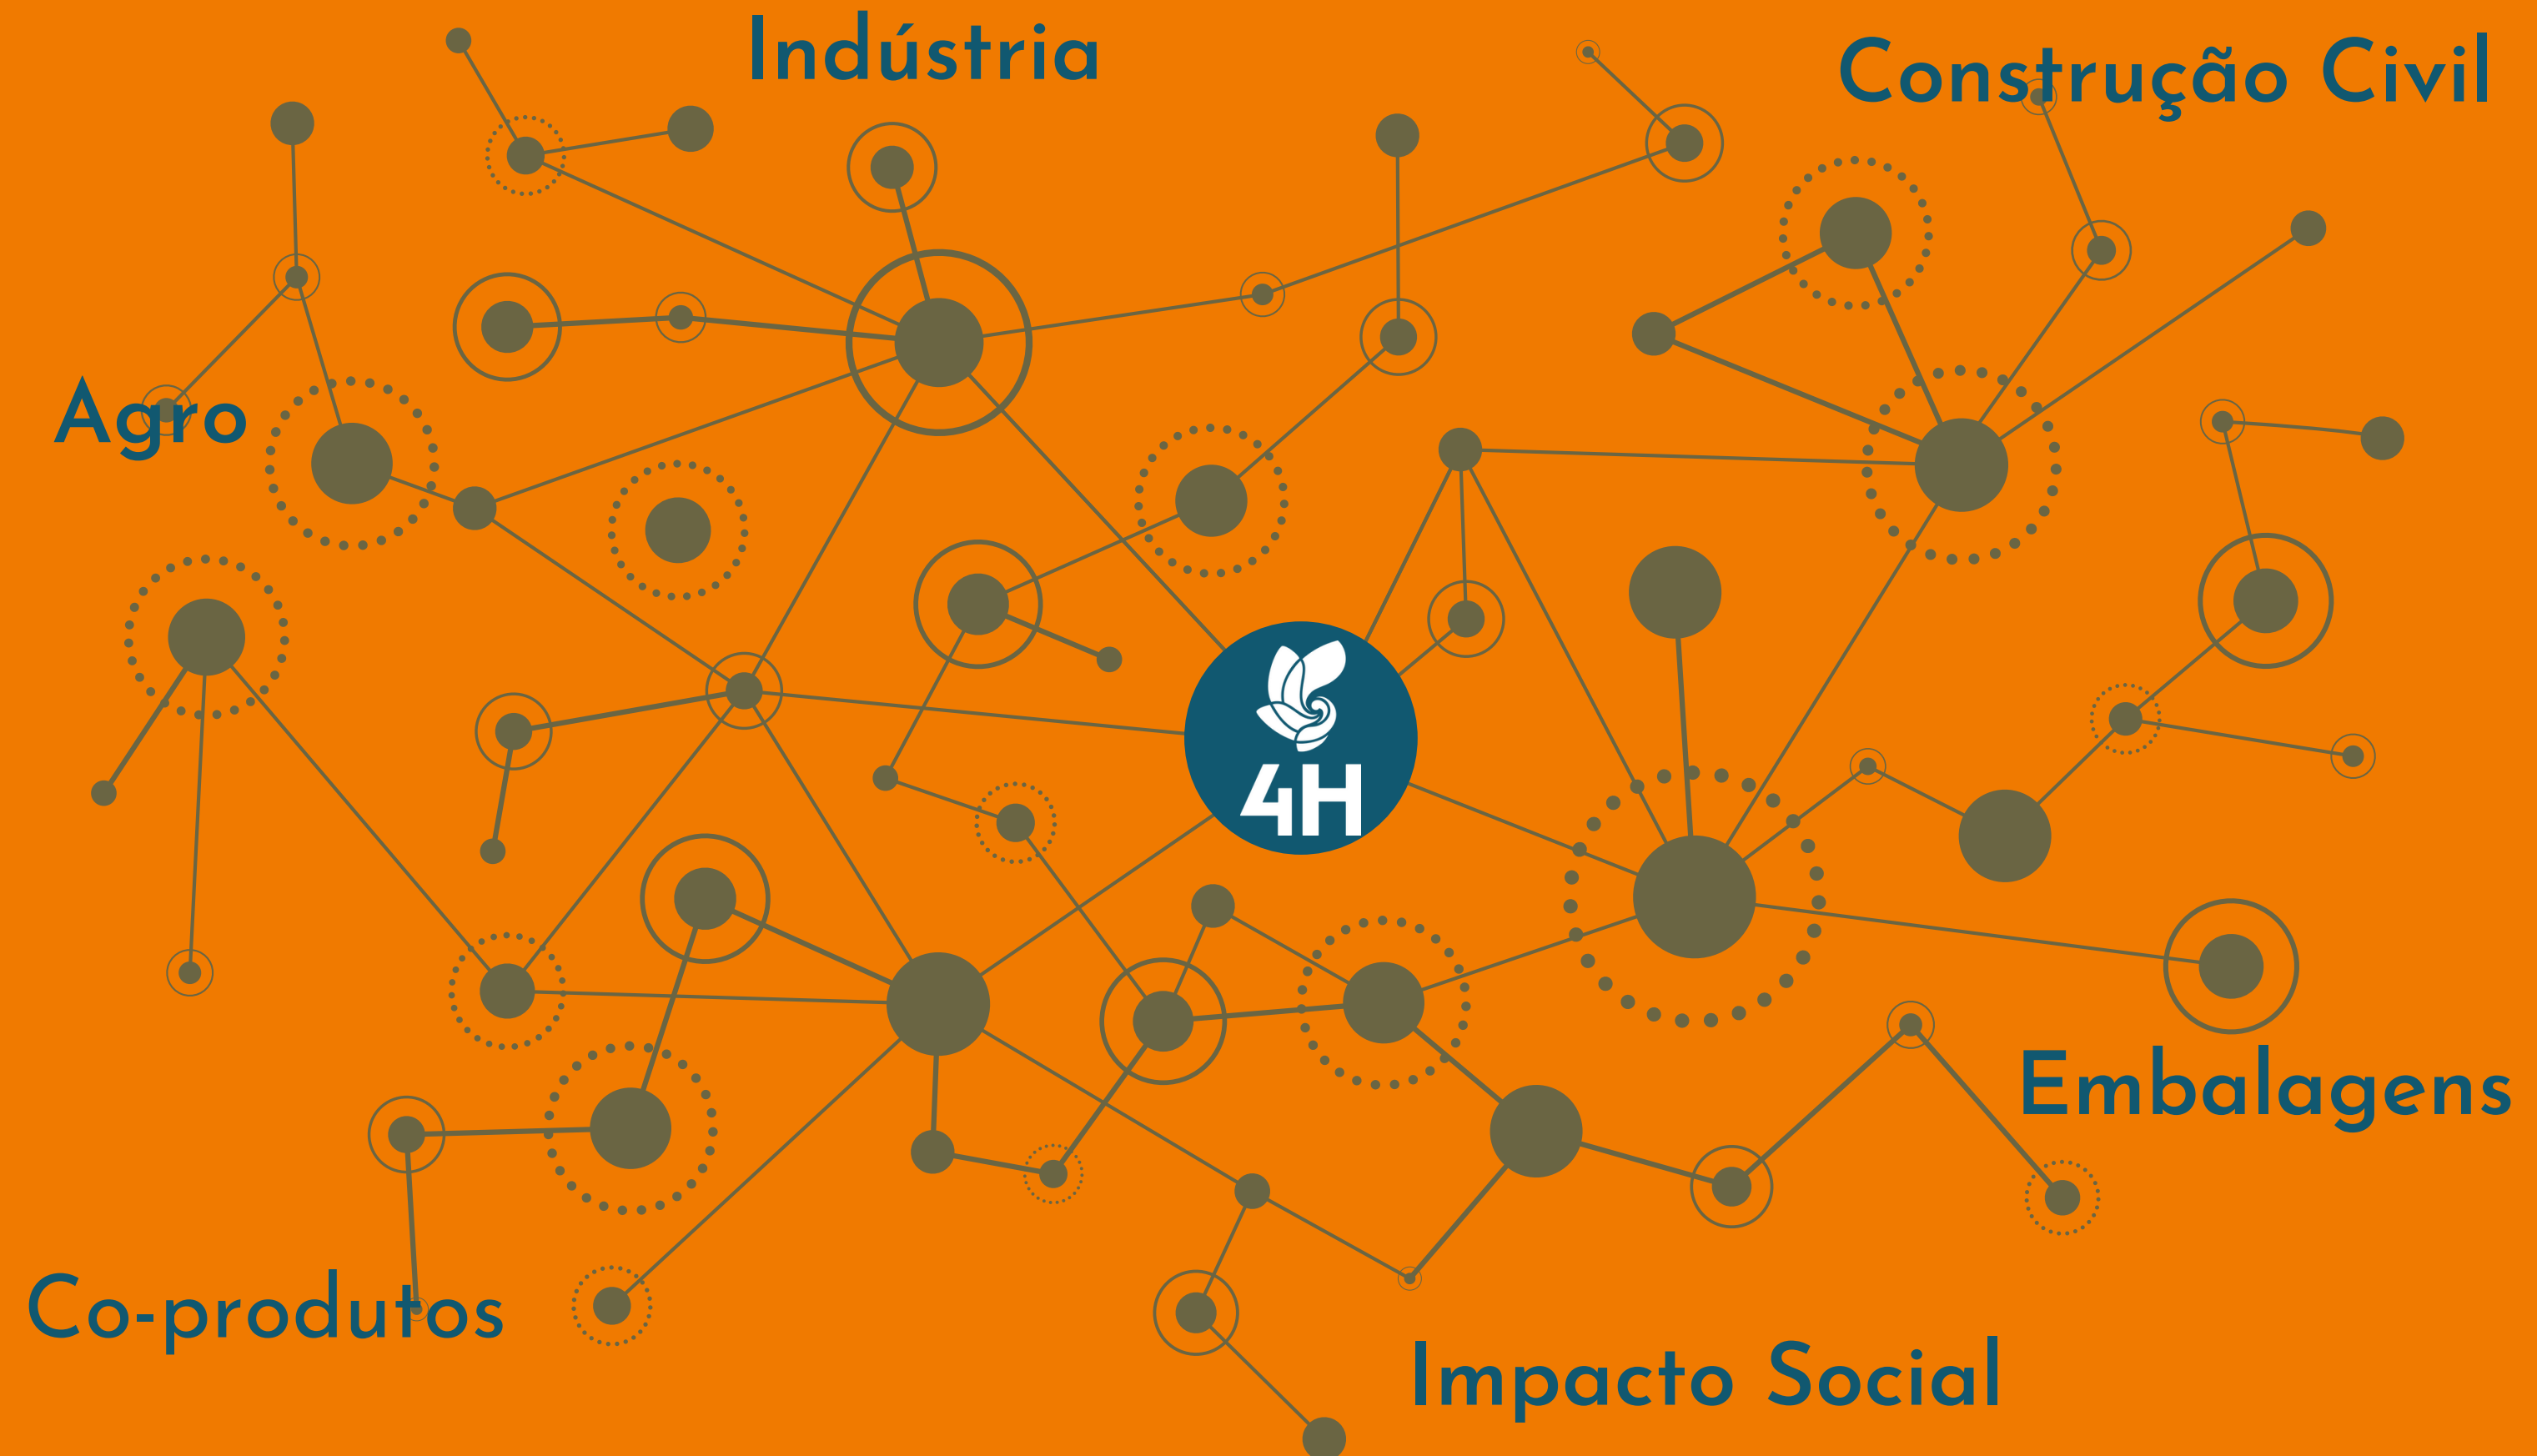 Indústria
Construção Civil
Agro
4H
Embalagens
Co-produtos
Impacto Social